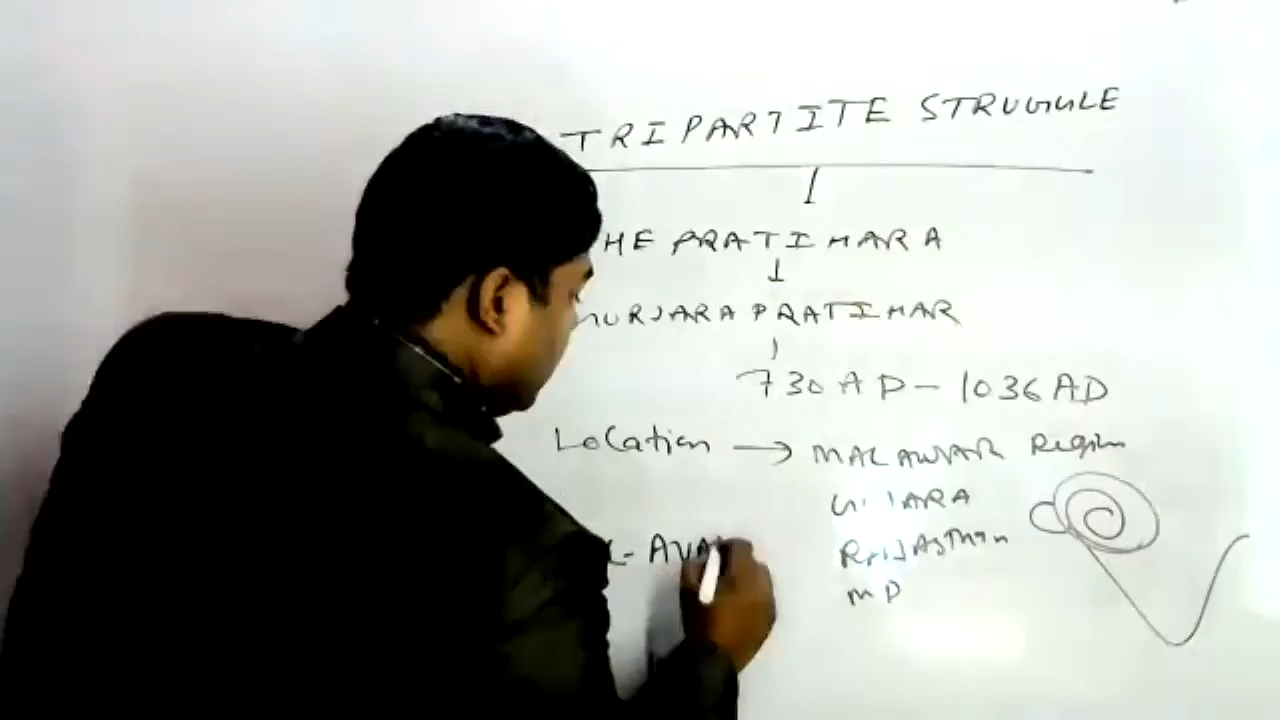 TRIPARTITE STRUGGLE
HE PRATIHARA
URJARA PRATIHAR
730 AD - 1036 AD
Location → MALAWAR Region
RAJASTHAN
MP